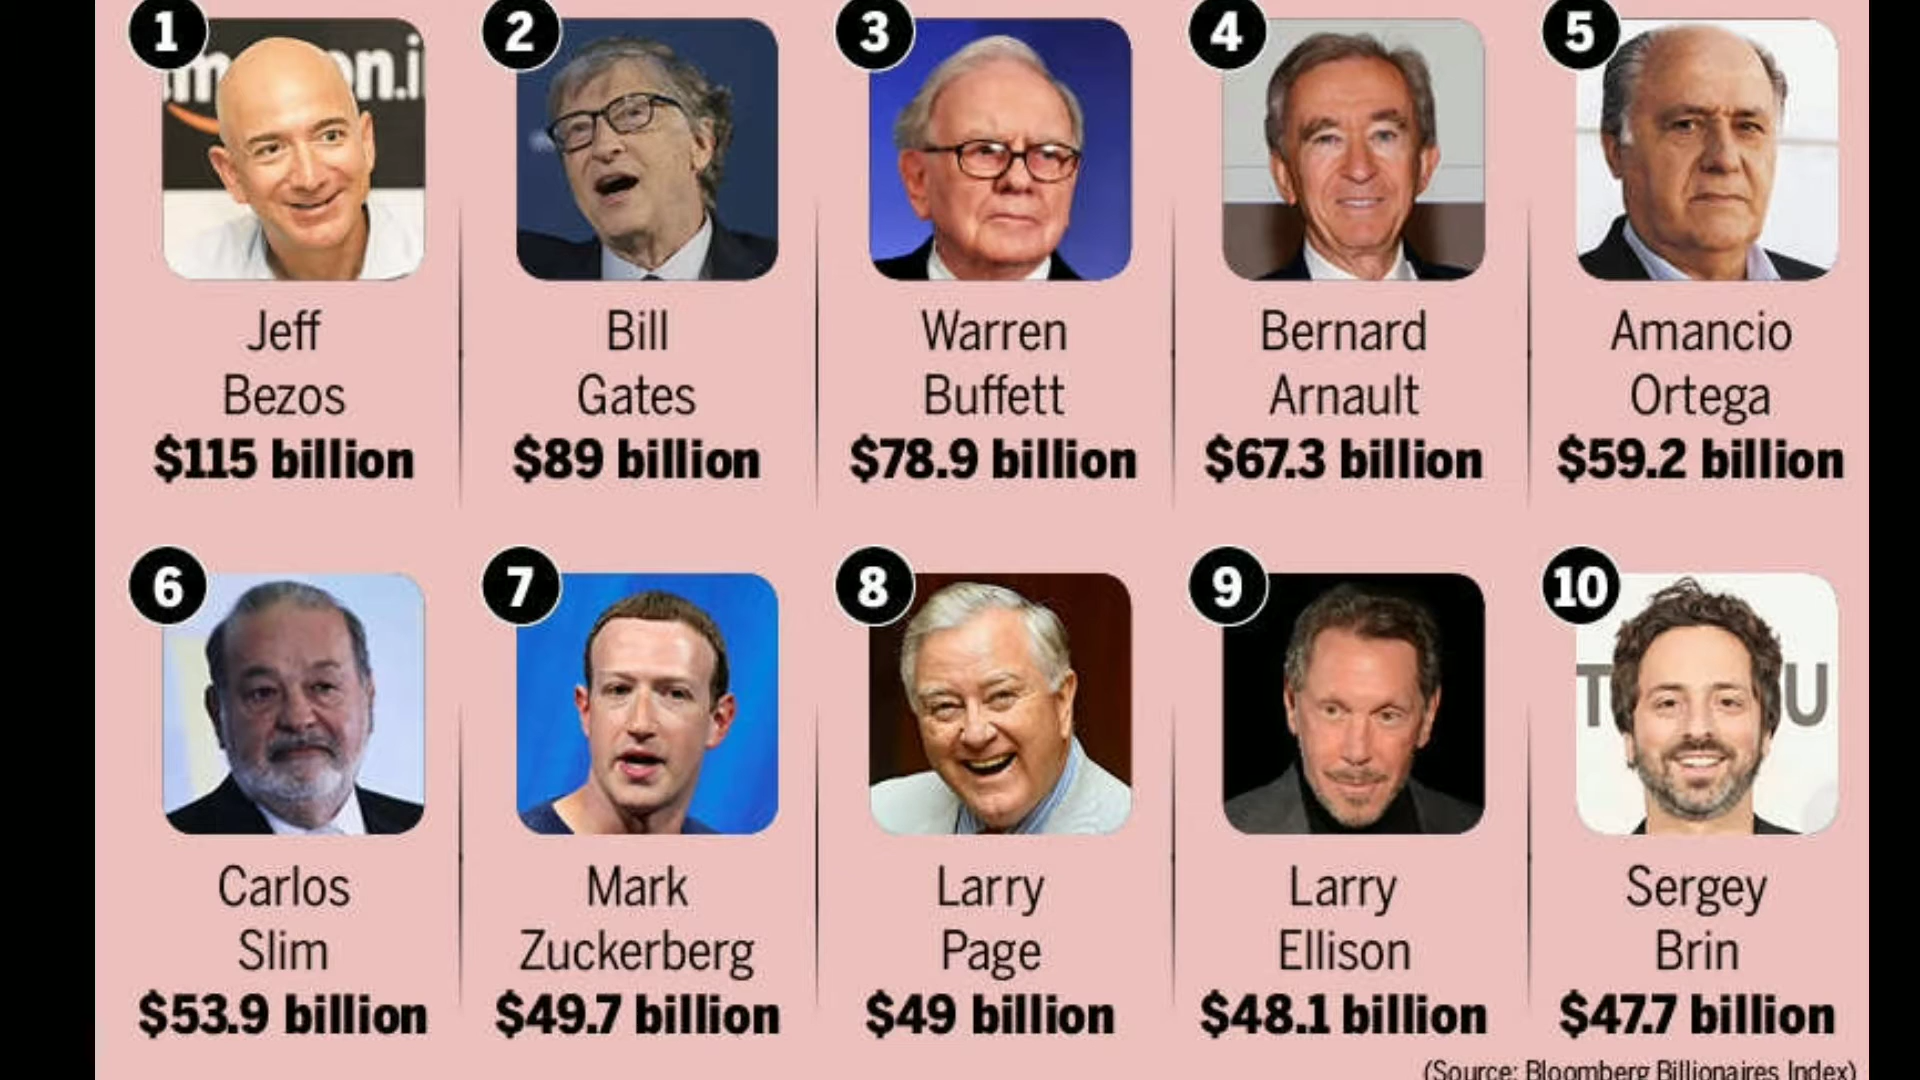 1
mazon.i
Jeff
Bezos
$115 billion
2
Bill
Gates
$89 billion
3
Warren
Buffett
$78.9 billion
4
Bernard
Arnault
$67.3 billion
5
Amancio
Ortega
$59.2 billion
6
Carlos
Slim
$53.9 billion
7
Mark
Zuckerberg
$49.7 billion
8
Larry
Page
$49 billion
9
Larry
Ellison
$48.1 billion
10
Sergey
Brin
$47.7 billion
(Source: Bloomberg Billionaires Index)